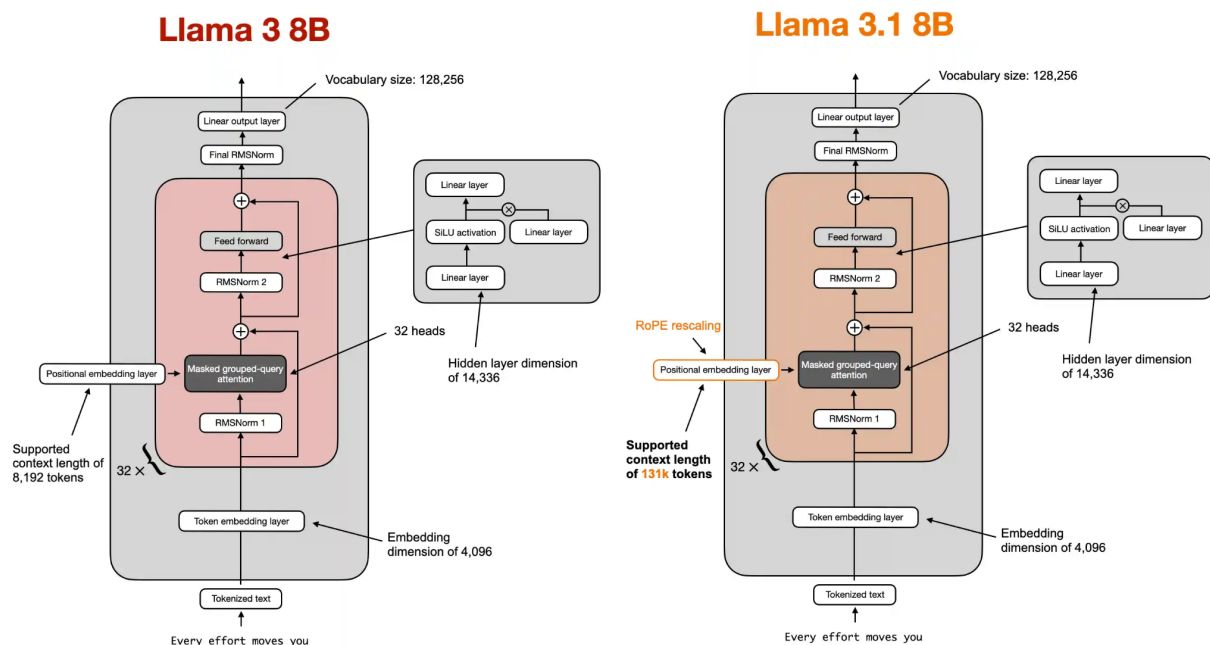 Llama 3 8B
Vocabulary size: 128,256
Linear output layer
Final RMSNorm
Linear layer
SiLU activation
Linear layer
Linear layer
Feed forward
RMSNorm 2
32 heads
Hidden layer dimension
of 14,336
Positional embedding layer
Masked grouped-query
attention
RMSNorm 1
Supported
context length of
8,192 tokens
32 ×
Token embedding layer
Embedding
dimension of 4,096
Tokenized text
Every effort moves you
Llama 3.1 8B
Vocabulary size: 128,256
Linear output layer
Final RMSNorm
Linear layer
SiLU activation
Linear layer
Linear layer
Feed forward
RMSNorm 2
RoPE rescaling
32 heads
Hidden layer dimension
of 14,336
Positional embedding layer
Masked grouped-query
attention
RMSNorm 1
Supported
context length
of 131k tokens
32 ×
Token embedding layer
Embedding
dimension of 4,096
Tokenized text
Every effort moves you